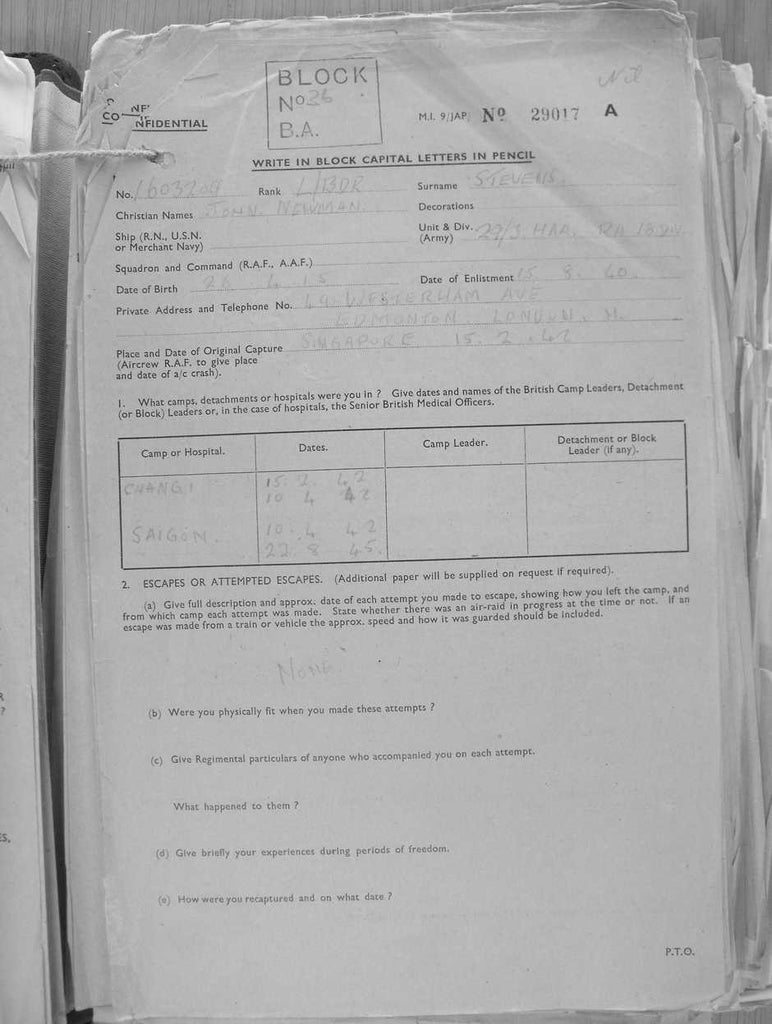 BLOCK
No 36
B.A.
Nil
CONFIDENTIAL
M.I. 9/JAP/ No 29017 A
WRITE IN BLOCK CAPITAL LETTERS IN PENCIL
No. 1603209 Rank L/BDR Surname STEVENS.
Christian Names JOHN NEWMAN. Decorations
Ship (R.N., U.S.N. or Merchant Navy) Unit & Div. (Army) HAA. RA 18 DIV.
Squadron and Command (R.A.F., A.A.F.)
Date of Birth 4. 15 Date of Enlistment 15. 8. 40.
Private Address and Telephone No. 49 WESTERHAM AVE
EDMONTON LONDON. N.
Place and Date of Original Capture SINGAPORE 15. 2. 42
(Aircrew R.A.F. to give place
and date of a/c crash).
1. What camps, detachments or hospitals were you in ? Give dates and names of the British Camp Leaders, Detachment
(or Block) Leaders or, in the case of hospitals, the Senior British Medical Officers.
Camp or Hospital. Dates. Camp Leader. Detachment or Block Leader (if any).
CHANGI 15. 2. 42
10 4 42
SAIGON. 10. 4 42
22 8 45.
2. ESCAPES OR ATTEMPTED ESCAPES. (Additional paper will be supplied on request if required).
(a) Give full description and approx. date of each attempt you made to escape, showing how you left the camp, and
from which camp each attempt was made. State whether there was an air-raid in progress at the time or not. If an
escape was made from a train or vehicle the approx. speed and how it was guarded should be included.
NONE.
(b) Were you physically fit when you made these attempts ?
(c) Give Regimental particulars of anyone who accompanied you on each attempt.
What happened to them ?
(d) Give briefly your experiences during periods of freedom.
(e) How were you recaptured and on what date ?
P.T.O.